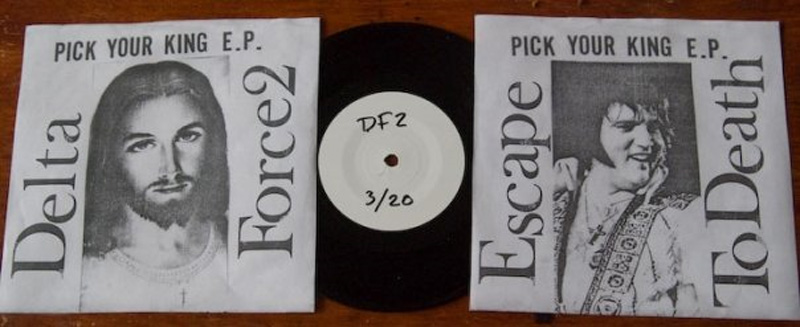 PICK YOUR KING E.P.
Delta
Force2
DF2
3/20
PICK YOUR KING E.P.
Escape
To Death